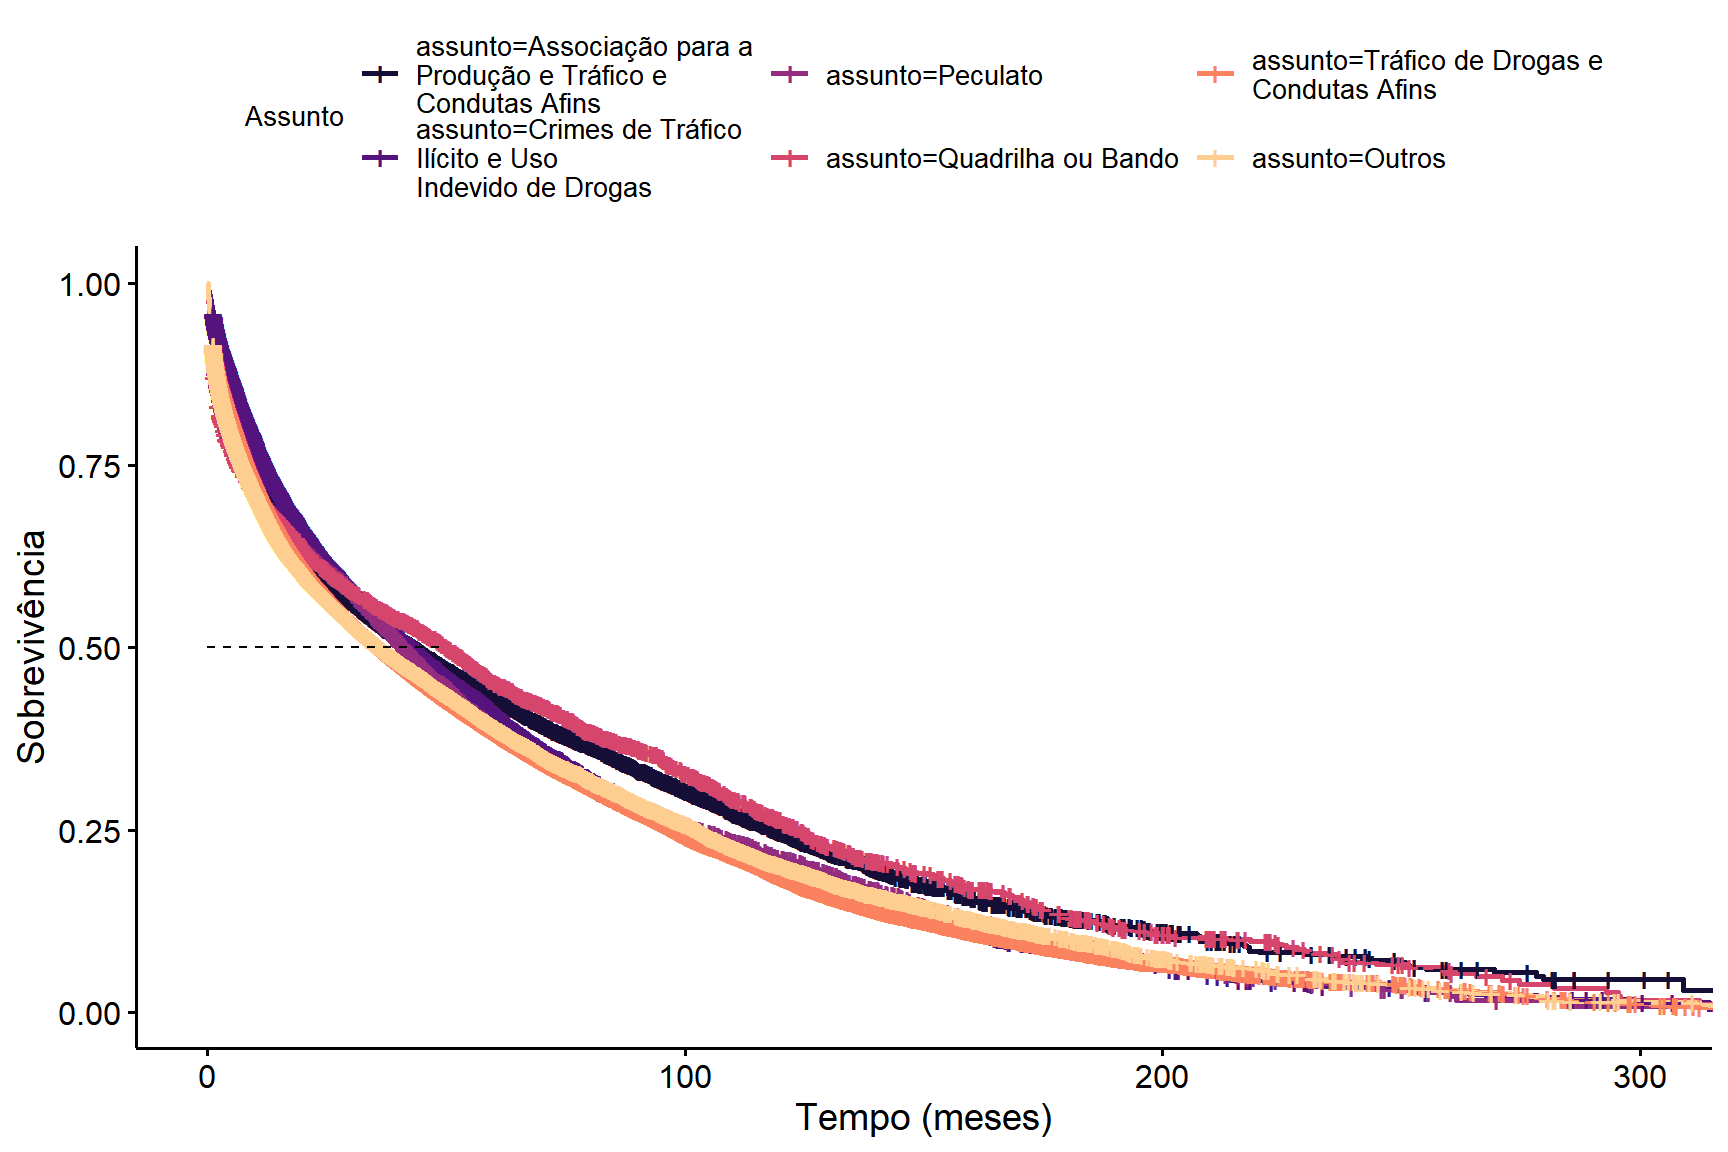 Assunto
assunto=Associação para a
Produção e Tráfico e
Condutas Afins
assunto=Crimes de Tráfico
Ilícito e Uso
Indevido de Drogas
assunto=Peculato
assunto=Quadrilha ou Bando
assunto=Tráfico de Drogas e
Condutas Afins
assunto=Outros
Sobrevivência
1.00
0.75
0.50
0.25
0.00
0 100 200 300
Tempo (meses)